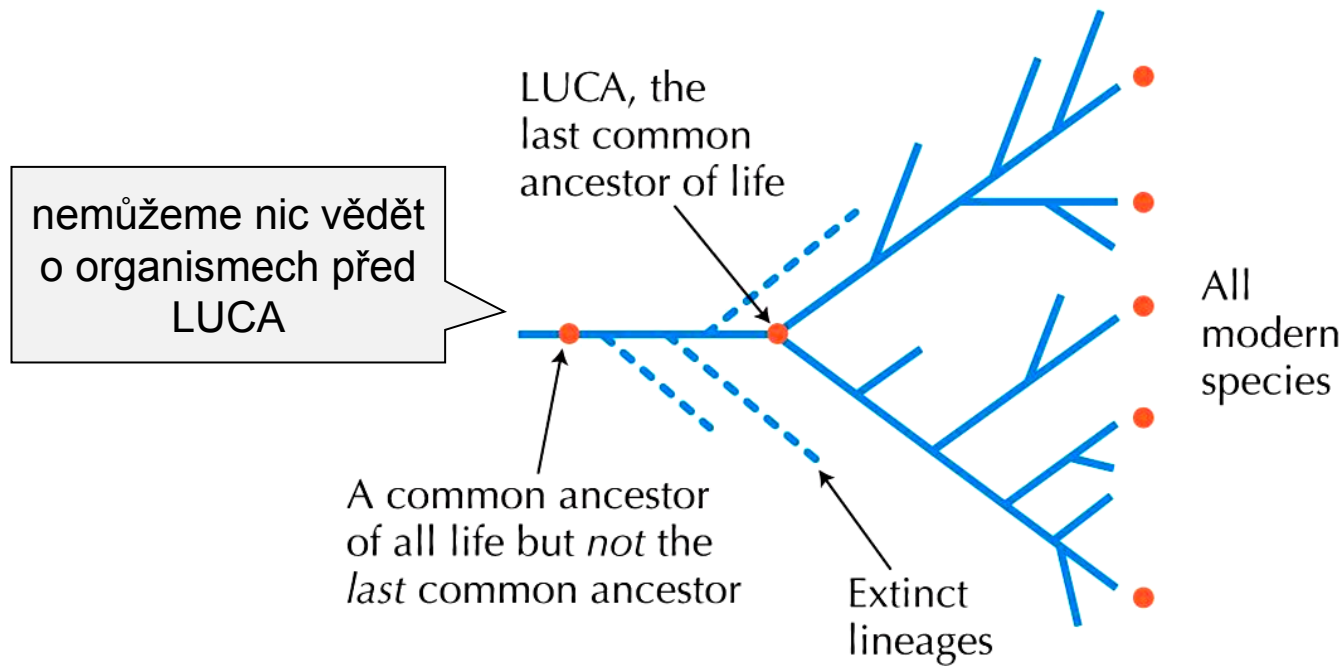 LUCA, the
last common
ancestor of life
nemůžeme nic vědět
o organismech před
LUCA
All
modern
species
A common ancestor
of all life but not the
last common ancestor
Extinct
lineages